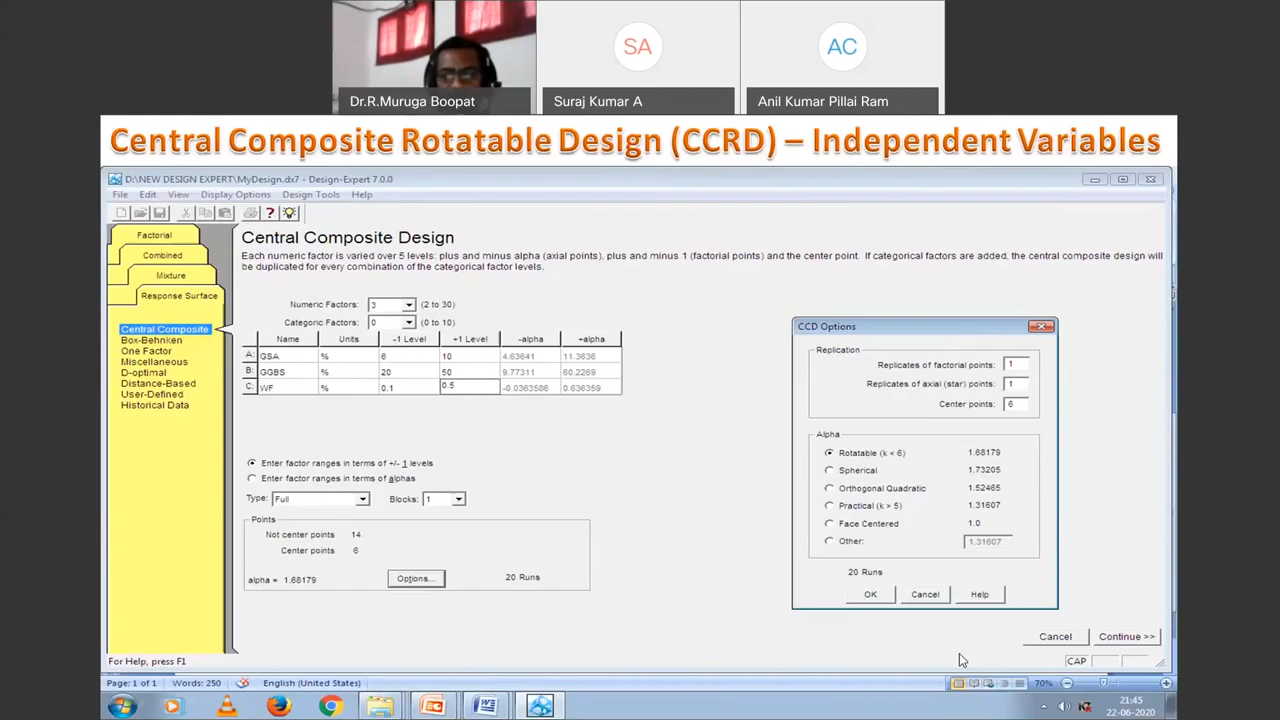 SA
AC
Dr.R.Muruga Boopat
Suraj Kumar A
Anil Kumar Pillai Ram
Central Composite Rotatable Design (CCRD) – Independent Variables
D:\NEW DESIGN EXPERT\MyDesign.dx7 - Design-Expert 7.0.0
File Edit View Display Options Design Tools Help
Factorial
Combined
Mixture
Response Surface
Central Composite
Box-Behnken
One Factor
Miscellaneous
D-optimal
Distance-Based
User-Defined
Historical Data
Central Composite Design
Each numeric factor is varied over 5 levels: plus and minus alpha (axial points), plus and minus 1 (factorial points) and the center point. If categorical factors are added, the central composite design will
be duplicated for every combination of the categorical factor levels.
Numeric Factors: 3 (2 to 30)
Categoric Factors: 0 (0 to 10)
Name Units -1 Level +1 Level -alpha +alpha
A: GSA % 6 10 4.63641 11.3636
B: GGBS % 20 50 9.77311 60.2269
C: WF % 0.1 0.5 -0.0363586 0.636359
Enter factor ranges in terms of +/- 1 levels
Enter factor ranges in terms of alphas
Type: Full Blocks: 1
Points
Not center points 14
Center points 6
alpha = 1.68179 Options... 20 Runs
CCD Options
Replication
Replicates of factorial points: 1
Replicates of axial (star) points: 1
Center points: 6
Alpha
Rotatable (k < 6) 1.68179
Spherical 1.73205
Orthogonal Quadratic 1.52465
Practical (k > 5) 1.31607
Face Centered 1.0
Other: 1.31607
20 Runs
OK Cancel Help
Cancel Continue >>
For Help, press F1 CAP
Page: 1 of 1 Words: 250 English (United States) 70%
21:45
22-06-2020